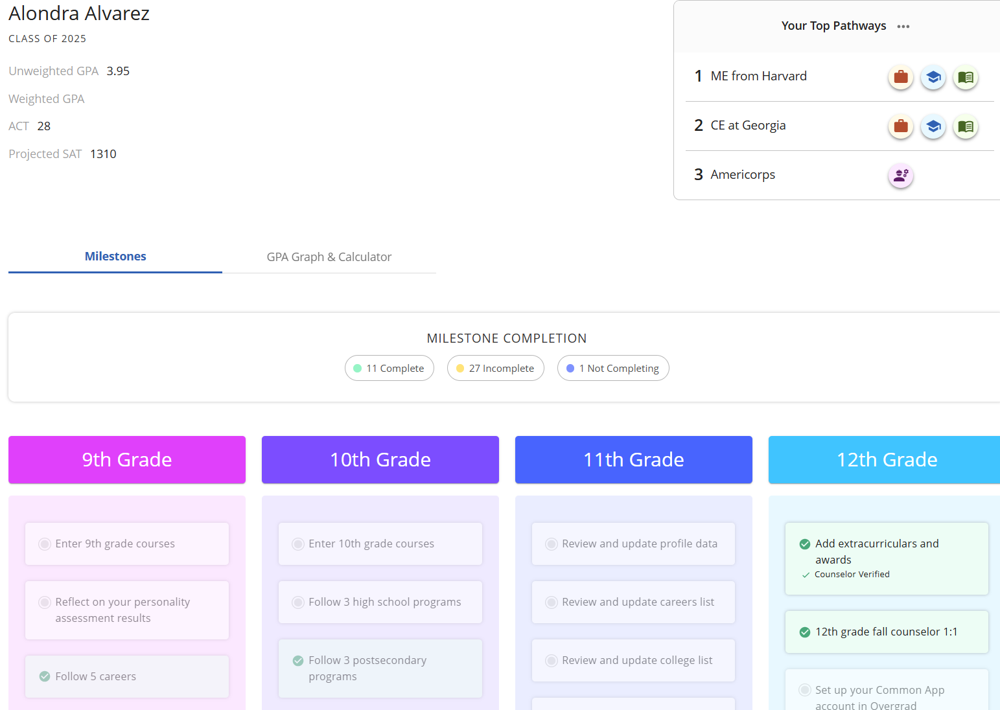 Alondra Alvarez
CLASS OF 2025
Unweighted GPA 3.95
Weighted GPA
ACT 28
Projected SAT 1310
Your Top Pathways
1 ME from Harvard
2 CE at Georgia
3 Americorps
Milestones
GPA Graph & Calculator
MILESTONE COMPLETION
11 Complete
27 Incomplete
1 Not Completing
9th Grade
Enter 9th grade courses
Reflect on your personality
assessment results
Follow 5 careers
10th Grade
Enter 10th grade courses
Follow 3 high school programs
Follow 3 postsecondary
programs
11th Grade
Review and update profile data
Review and update careers list
Review and update college list
12th Grade
Add extracurriculars and
awards
Counselor Verified
12th grade fall counselor 1:1
Set up your Common App
account in Overgrad